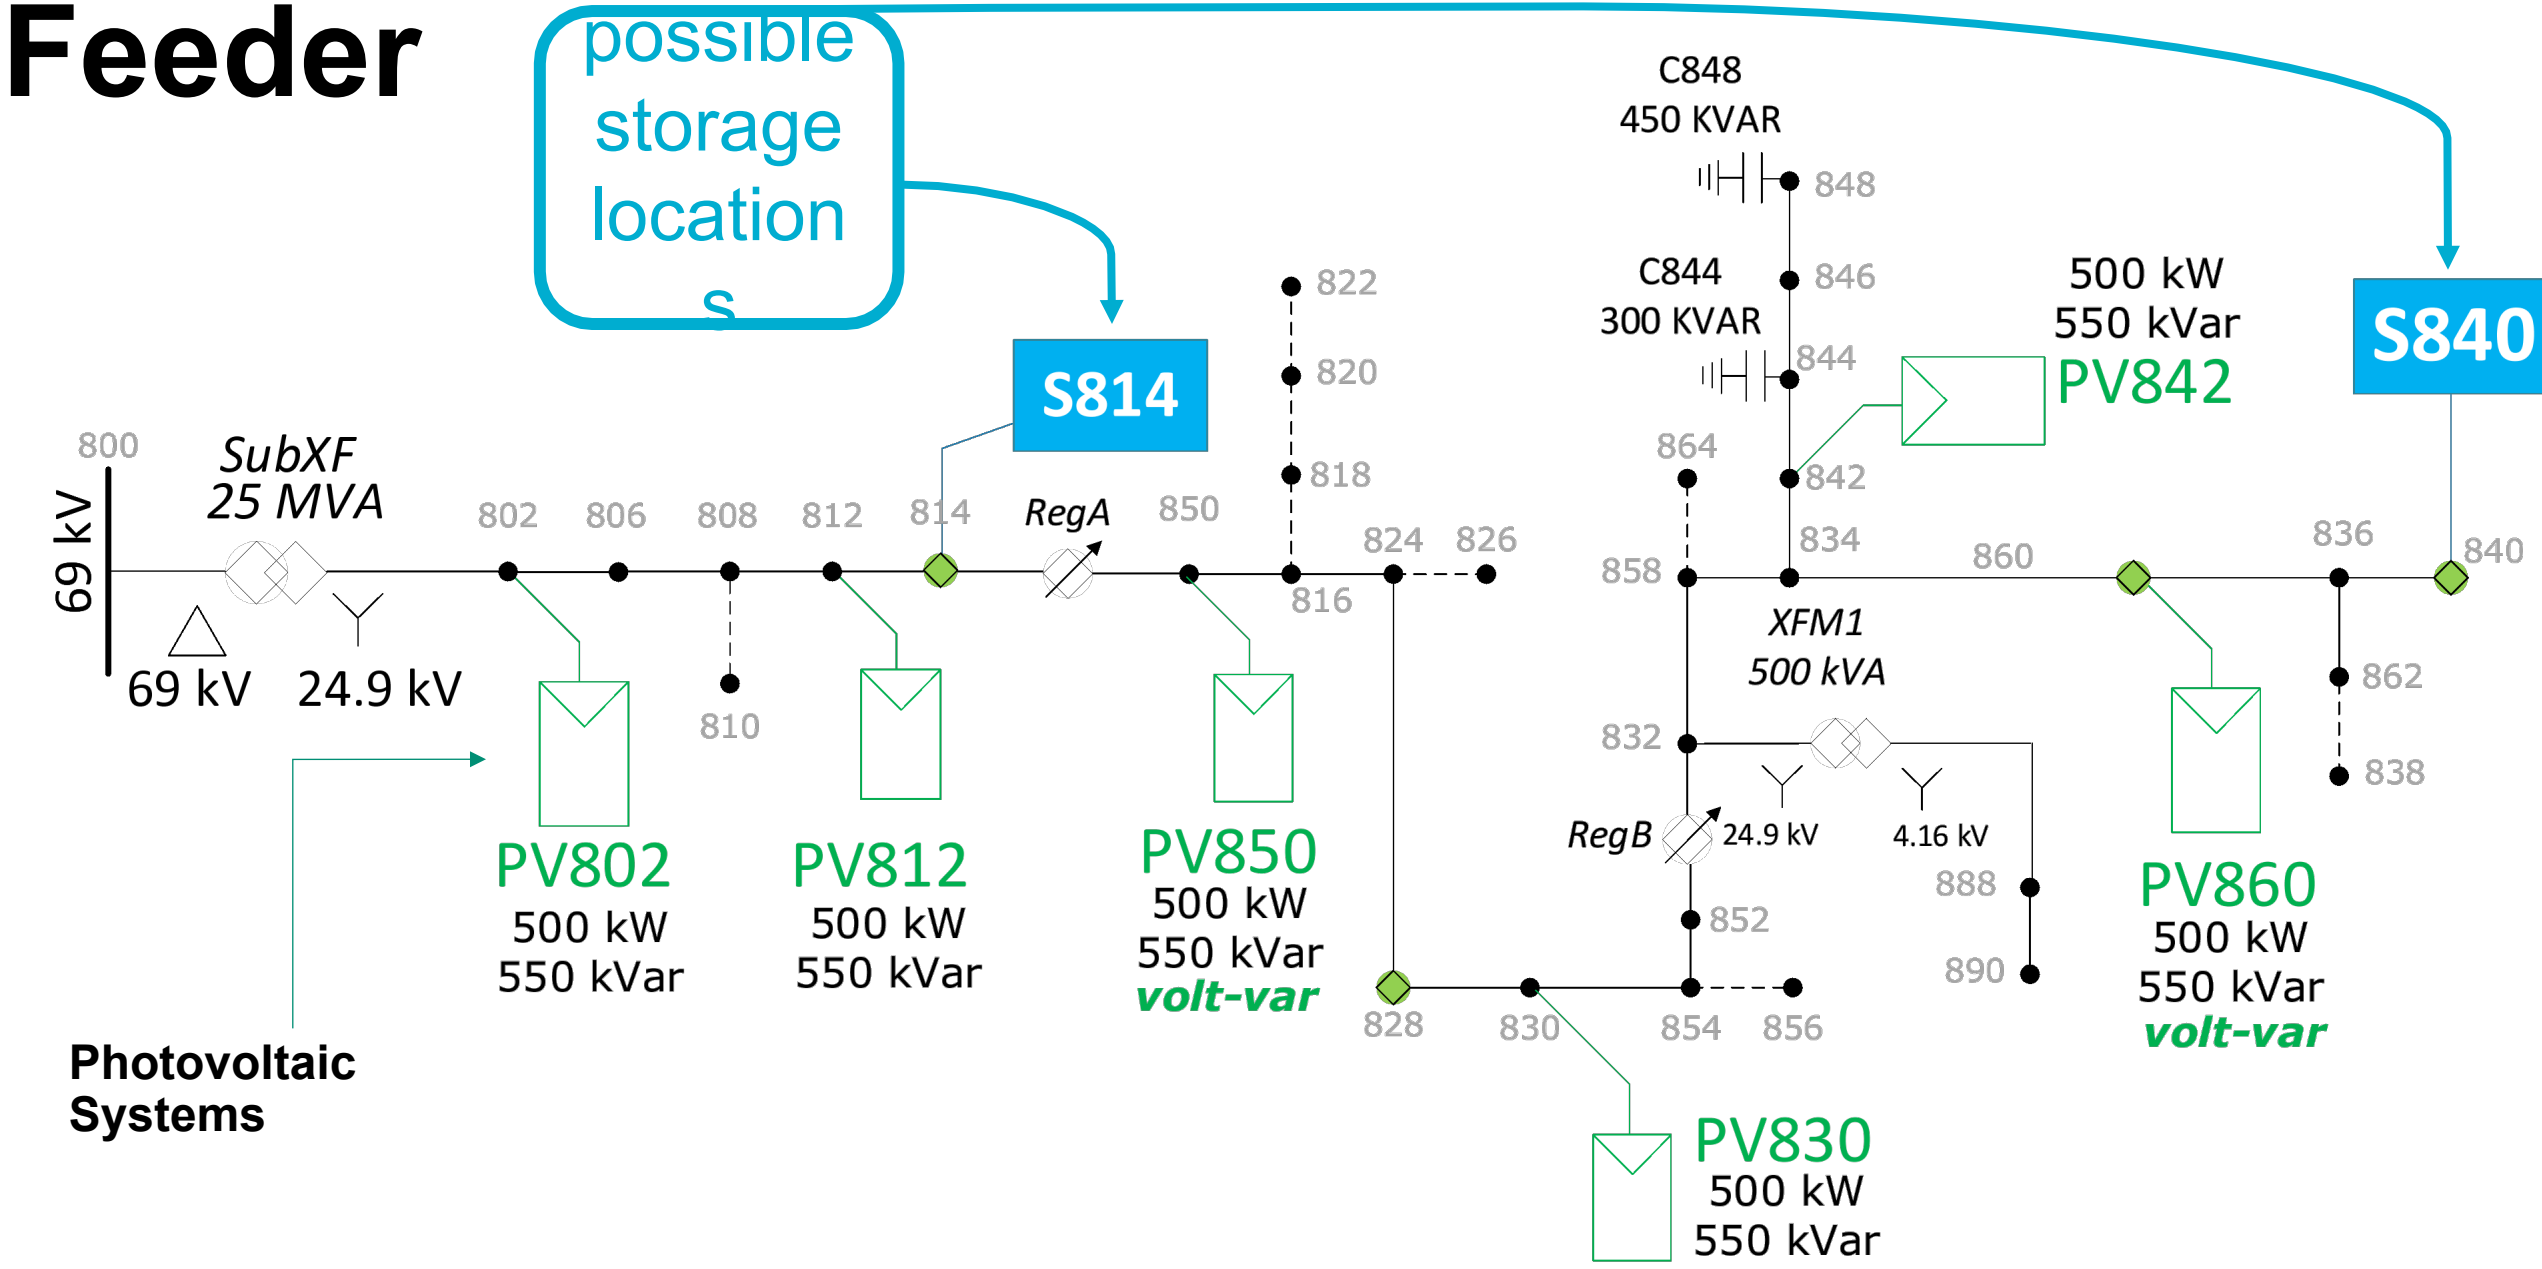 Feeder
possible
storage
location
s
C848
450 KVAR
848
C844
300 KVAR
846
844
500 kW
550 kVar
PV842
S840
822
820
818
S814
800
69 kV
SubXF
25 MVA
69 kV
24.9 kV
802
806
808
812
814
RegA
850
816
824
826
810
864
842
834
858
860
836
840
XFM1
500 kVA
862
838
832
RegB
24.9 kV
4.16 kV
852
888
890
828
830
854
856
PV802
500 kW
550 kVar
PV812
500 kW
550 kVar
PV850
500 kW
550 kVar
volt-var
PV860
500 kW
550 kVar
volt-var
Photovoltaic
Systems
PV830
500 kW
550 kVar